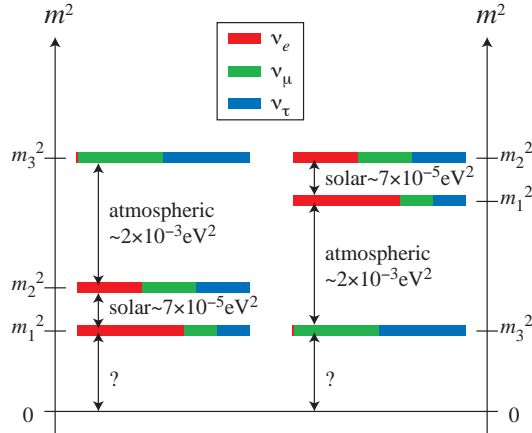 m² m²
νₑ
ν_μ
ν_τ
m₃² m₂²
solar~7×10⁻⁵eV²
m₁²
atmospheric
~2×10⁻³eV²
atmospheric
~2×10⁻³eV²
m₂²
solar~7×10⁻⁵eV²
m₁² m₃²
? ?
0 0